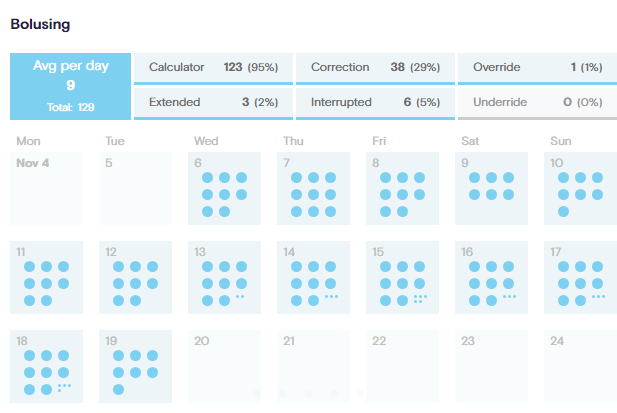 Bolusing
Avg per day
9
Total: 129
Calculator 123 (95%)
Correction 38 (29%)
Override 1 (1%)
Extended 3 (2%)
Interrupted 6 (5%)
Underride 0 (0%)
Mon Tue Wed Thu Fri Sat Sun
Nov 4 5 6 7 8 9 10
11 12 13 14 15 16 17
18 19 20 21 22 23 24